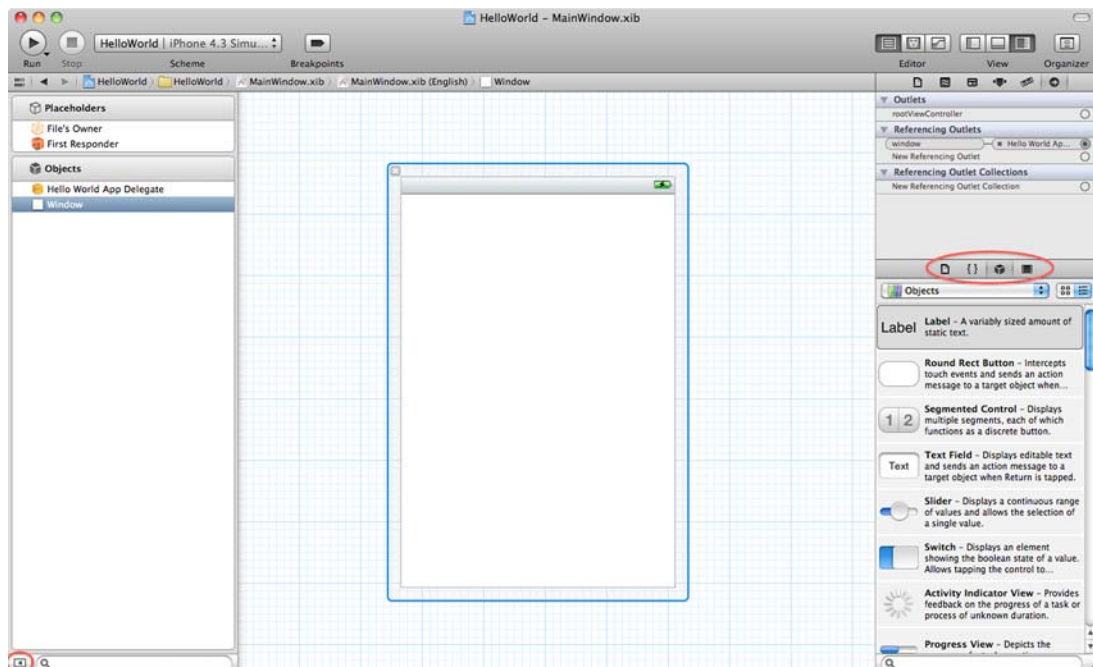 HelloWorld – MainWindow.xib
HelloWorld | iPhone 4.3 Simu...
Run Stop Scheme Breakpoints Editor View Organizer
HelloWorld HelloWorld MainWindow.xib MainWindow.xib (English) Window
Placeholders
File's Owner
First Responder
Objects
Hello World App Delegate
Window
Outlets
rootViewController
Referencing Outlets
window Hello World Ap...
New Referencing Outlet
Referencing Outlet Collections
New Referencing Outlet Collection
{ }
Objects
Label
Label – A variably sized amount of
static text.
Round Rect Button – Intercepts
touch events and sends an action
message to a target object when...
1 2
Segmented Control – Displays
multiple segments, each of which
functions as a discrete button.
Text
Text Field – Displays editable text
and sends an action message to a
target object when Return is tapped.
Slider – Displays a continuous range
of values and allows the selection of
a single value.
Switch – Displays an element
showing the boolean state of a value.
Allows tapping the control to...
Activity Indicator View – Provides
feedback on the progress of a task or
process of unknown duration.
Progress View – Depicts the